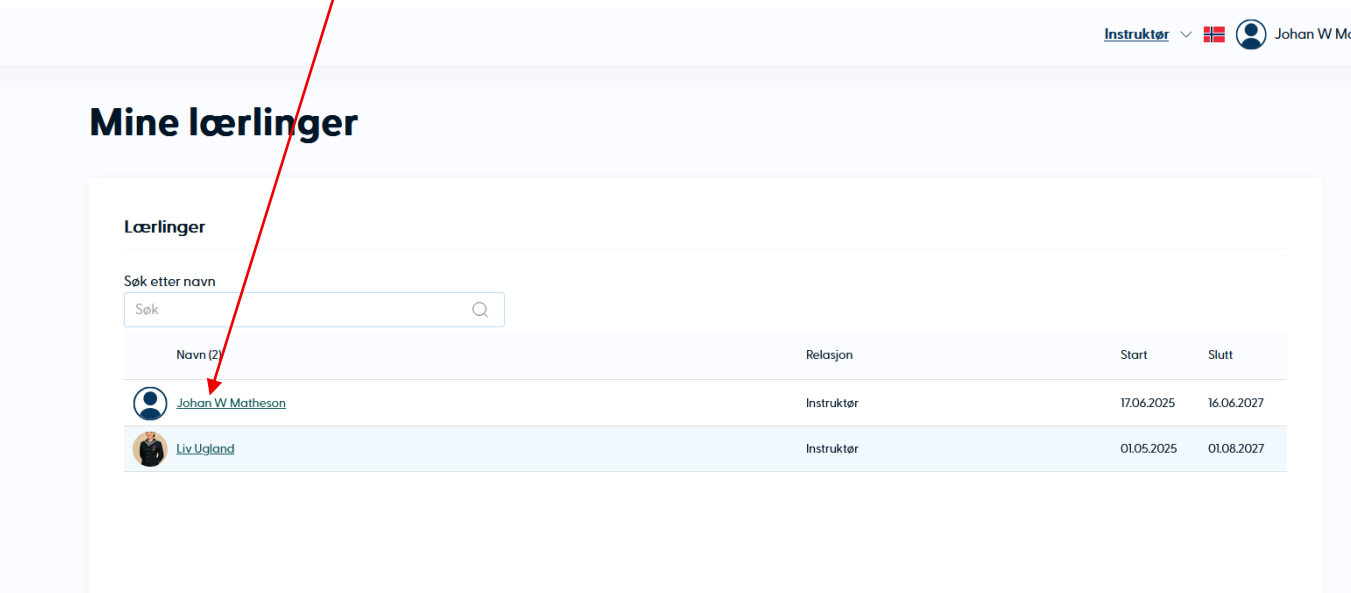 Instruktør
Johan W Ma
Mine lærlinger
Lærlinger
Søk etter navn
Søk
Navn (2) Relasjon Start Slutt
Johan W Matheson Instruktør 17.06.2025 16.06.2027
Liv Ugland Instruktør 01.05.2025 01.08.2027